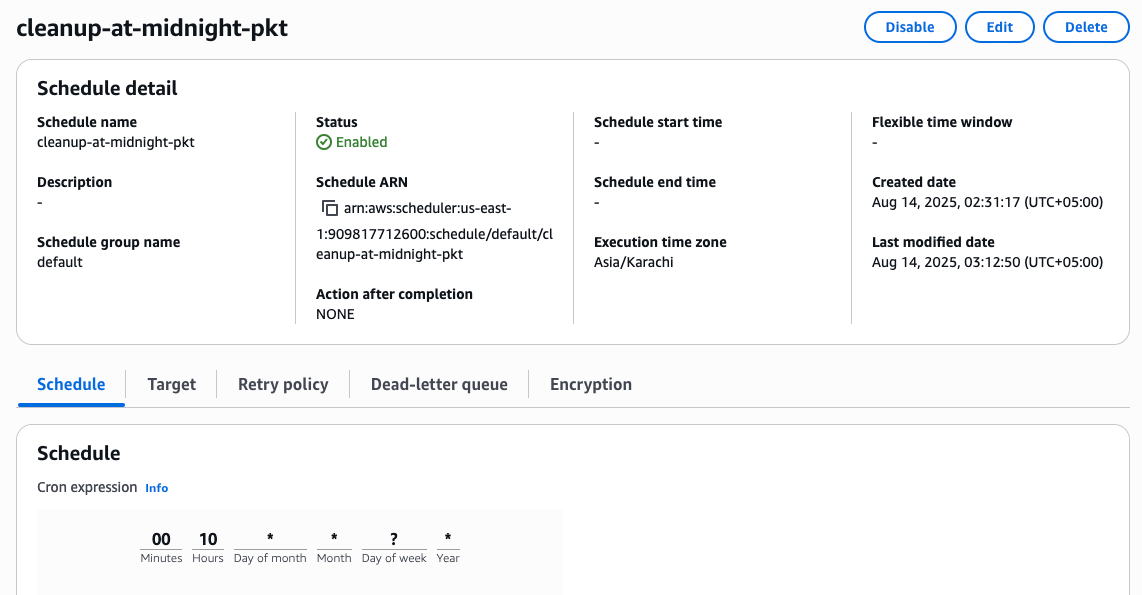 cleanup-at-midnight-pkt
Disable
Edit
Delete
Schedule detail
Schedule name
cleanup-at-midnight-pkt
Description
-
Schedule group name
default
Status
Enabled
Schedule ARN
arn:aws:scheduler:us-east-
1:909817712600:schedule/default/cl
eanup-at-midnight-pkt
Action after completion
NONE
Schedule start time
-
Schedule end time
-
Execution time zone
Asia/Karachi
Flexible time window
-
Created date
Aug 14, 2025, 02:31:17 (UTC+05:00)
Last modified date
Aug 14, 2025, 03:12:50 (UTC+05:00)
Schedule
Target
Retry policy
Dead-letter queue
Encryption
Schedule
Cron expression Info
00 10 * * ? *
Minutes Hours Day of month Month Day of week Year